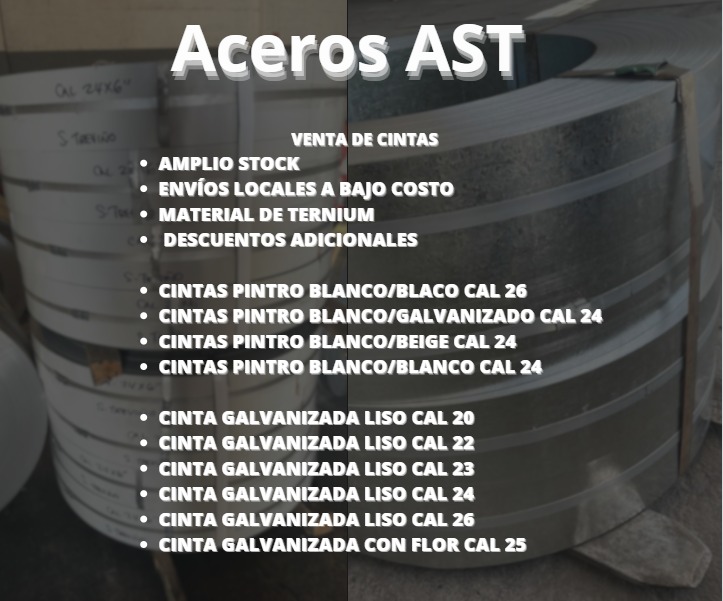 Aceros AST
VENTA DE CINTAS
• AMPLIO STOCK
• ENVÍOS LOCALES A BAJO COSTO
• MATERIAL DE TERNIUM
• DESCUENTOS ADICIONALES
• CINTAS PINTRO BLANCO/BLACO CAL 26
• CINTAS PINTRO BLANCO/GALVANIZADO CAL 24
• CINTAS PINTRO BLANCO/BEIGE CAL 24
• CINTAS PINTRO BLANCO/BLANCO CAL 24
• CINTA GALVANIZADA LISO CAL 20
• CINTA GALVANIZADA LISO CAL 22
• CINTA GALVANIZADA LISO CAL 23
• CINTA GALVANIZADA LISO CAL 24
• CINTA GALVANIZADA LISO CAL 26
• CINTA GALVANIZADA CON FLOR CAL 25
CAL 24X6"